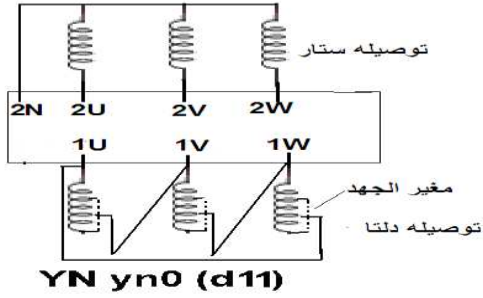 توصيله ستار
2N 2U 2V 2W
1U 1V 1W
مغير الجهد
توصيله دلتا
YN yn0 (d11)